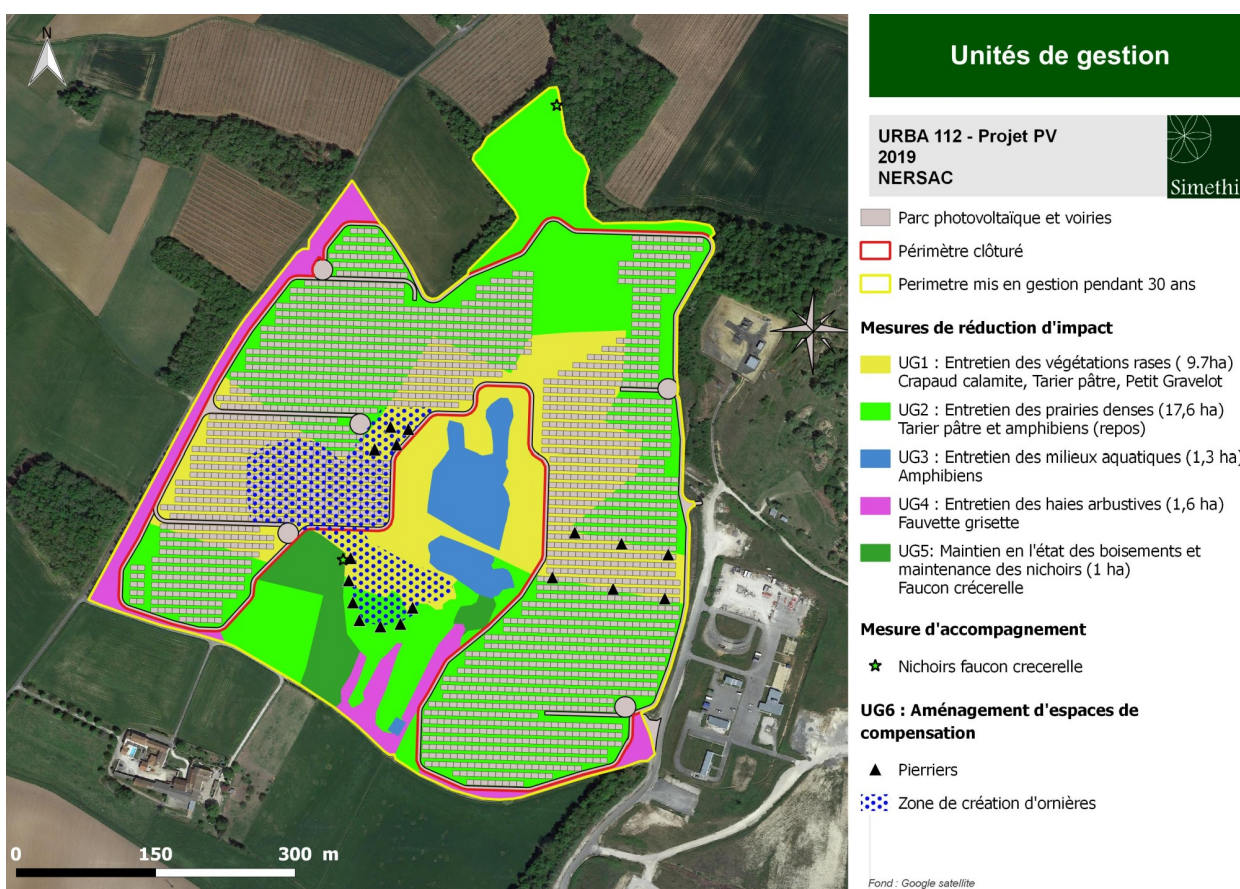 N
0 150 300 m
Unités de gestion
URBA 112 - Projet PV
2019
NERSAC
Simethi
Parc photovoltaïque et voiries
Périmètre clôturé
Perimetre mis en gestion pendant 30 ans
Mesures de réduction d'impact
UG1 : Entretien des végétations rases ( 9.7ha)
Crapaud calamite, Tarier pâtre, Petit Gravelot
UG2 : Entretien des prairies denses (17,6 ha)
Tarier pâtre et amphibiens (repos)
UG3 : Entretien des milieux aquatiques (1,3 ha)
Amphibiens
UG4 : Entretien des haies arbustives (1,6 ha)
Fauvette grisette
UG5: Maintien en l'état des boisements et
maintenance des nichoirs (1 ha)
Faucon crécerelle
Mesure d'accompagnement
Nichoirs faucon crecerelle
UG6 : Aménagement d'espaces de
compensation
Pierriers
Zone de création d'ornières
Fond : Google satellite